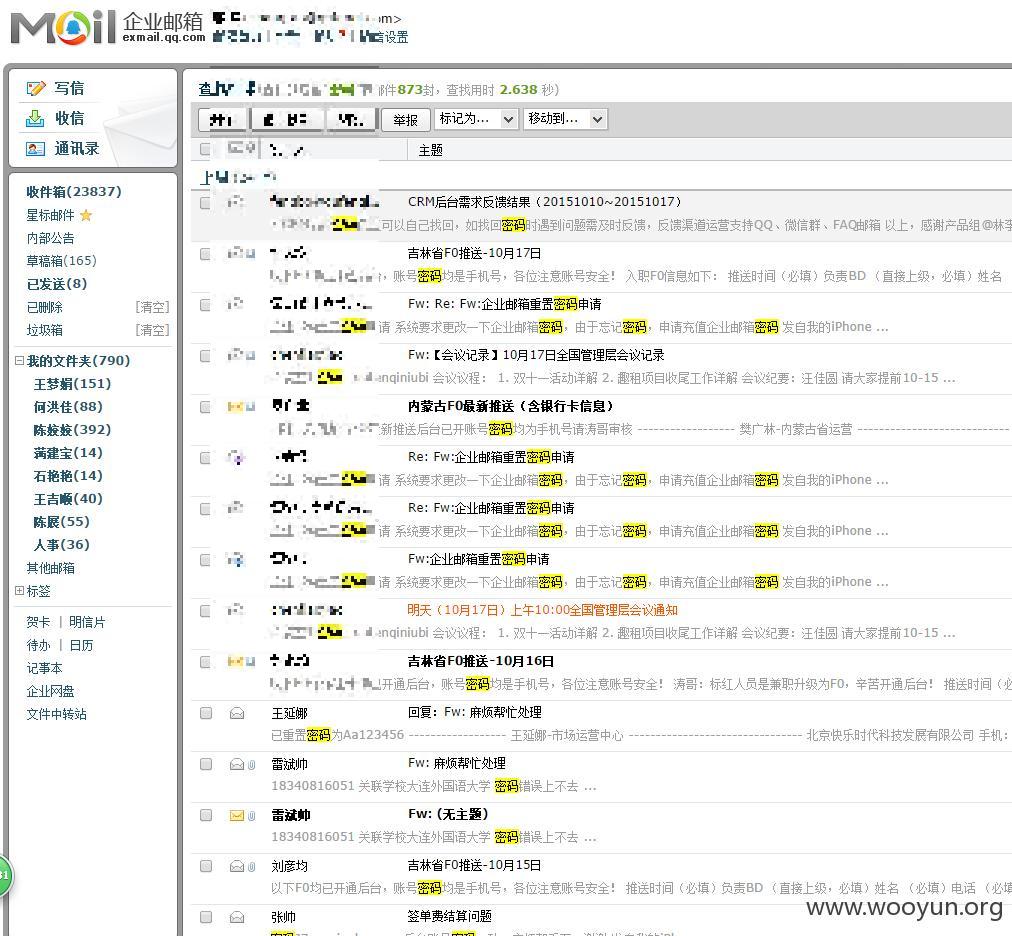 Mail 企业邮箱
exmail.qq.com
设置
写信
收信
通讯录
收件箱(23837)
星标邮件
内部公告
草稿箱(165)
已发送(8)
已删除 [清空]
垃圾箱 [清空]
我的文件夹(790)
王梦娟(151)
何洪佳(88)
陈姣姣(392)
满建宝(14)
石艳艳(14)
王吉顺(40)
陈展(55)
人事(36)
其他邮箱
标签
贺卡 | 明信片
待办 | 日历
记事本
企业网盘
文件中转站
邮件873封，查找用时 2.638 秒）
举报 标记为... 移动到...
主题
CRM后台需求反馈结果（20151010~20151017）
可以自己找回，如找回密码时遇到问题需及时反馈，反馈渠道运营支持QQ、微信群、FAQ邮箱 以上，感谢产品组@林李
吉林省F0推送-10月17日
，账号密码均是手机号，各位注意账号安全！ 入职F0信息如下： 推送时间（必填）负责BD （直接上级，必填）姓名
Fw: Re: Fw:企业邮箱重置密码申请
请 系统要求更改一下企业邮箱密码，由于忘记密码，申请充值企业邮箱密码 发自我的iPhone ...
Fw:【会议记录】10月17日全国管理层会议记录
enqiniubi 会议议程： 1. 双十一活动详解 2. 趣租项目收尾工作详解 会议纪要：汪佳圆 请大家提前10-15 ...
内蒙古F0最新推送（含银行卡信息）
新推送后台已开账号密码均为手机号请涛哥审核 ------------------ 樊广林-内蒙古省运营 ----------------------------------
Re: Fw:企业邮箱重置密码申请
请 系统要求更改一下企业邮箱密码，由于忘记密码，申请充值企业邮箱密码 发自我的iPhone ...
Re: Fw:企业邮箱重置密码申请
请 系统要求更改一下企业邮箱密码，由于忘记密码，申请充值企业邮箱密码 发自我的iPhone ...
Fw:企业邮箱重置密码申请
请 系统要求更改一下企业邮箱密码，由于忘记密码，申请充值企业邮箱密码 发自我的iPhone ...
明天（10月17日）上午10:00全国管理层会议通知
enqiniubi 会议议程： 1. 双十一活动详解 2. 趣租项目收尾工作详解 会议纪要：汪佳圆 请大家提前10-15 ...
吉林省F0推送-10月16日
已开通后台，账号密码均是手机号，各位注意账号安全！ 涛哥：标红人员是兼职升级为F0，辛苦开通后台！ 推送时间（必
王延娜 回复：Fw: 麻烦帮忙处理
已重置密码为Aa123456 ------------------ 王延娜-市场运营中心 -------------------------------- 北京快乐时代科技发展有限公司 手机：
雷斌帅 Fw: 麻烦帮忙处理
18340816051 关联学校大连外国语大学 密码错误上不去 ...
雷斌帅 Fw: (无主题)
18340816051 关联学校大连外国语大学 密码错误上不去 ...
刘彦均 吉林省F0推送-10月15日
以下F0均已开通后台，账号密码均是手机号，各位注意账号安全！ 推送时间（必填）负责BD （直接上级，必填）姓名 （必填）电话 （必填
张帅 签单费结算问题
www.wooyun.org